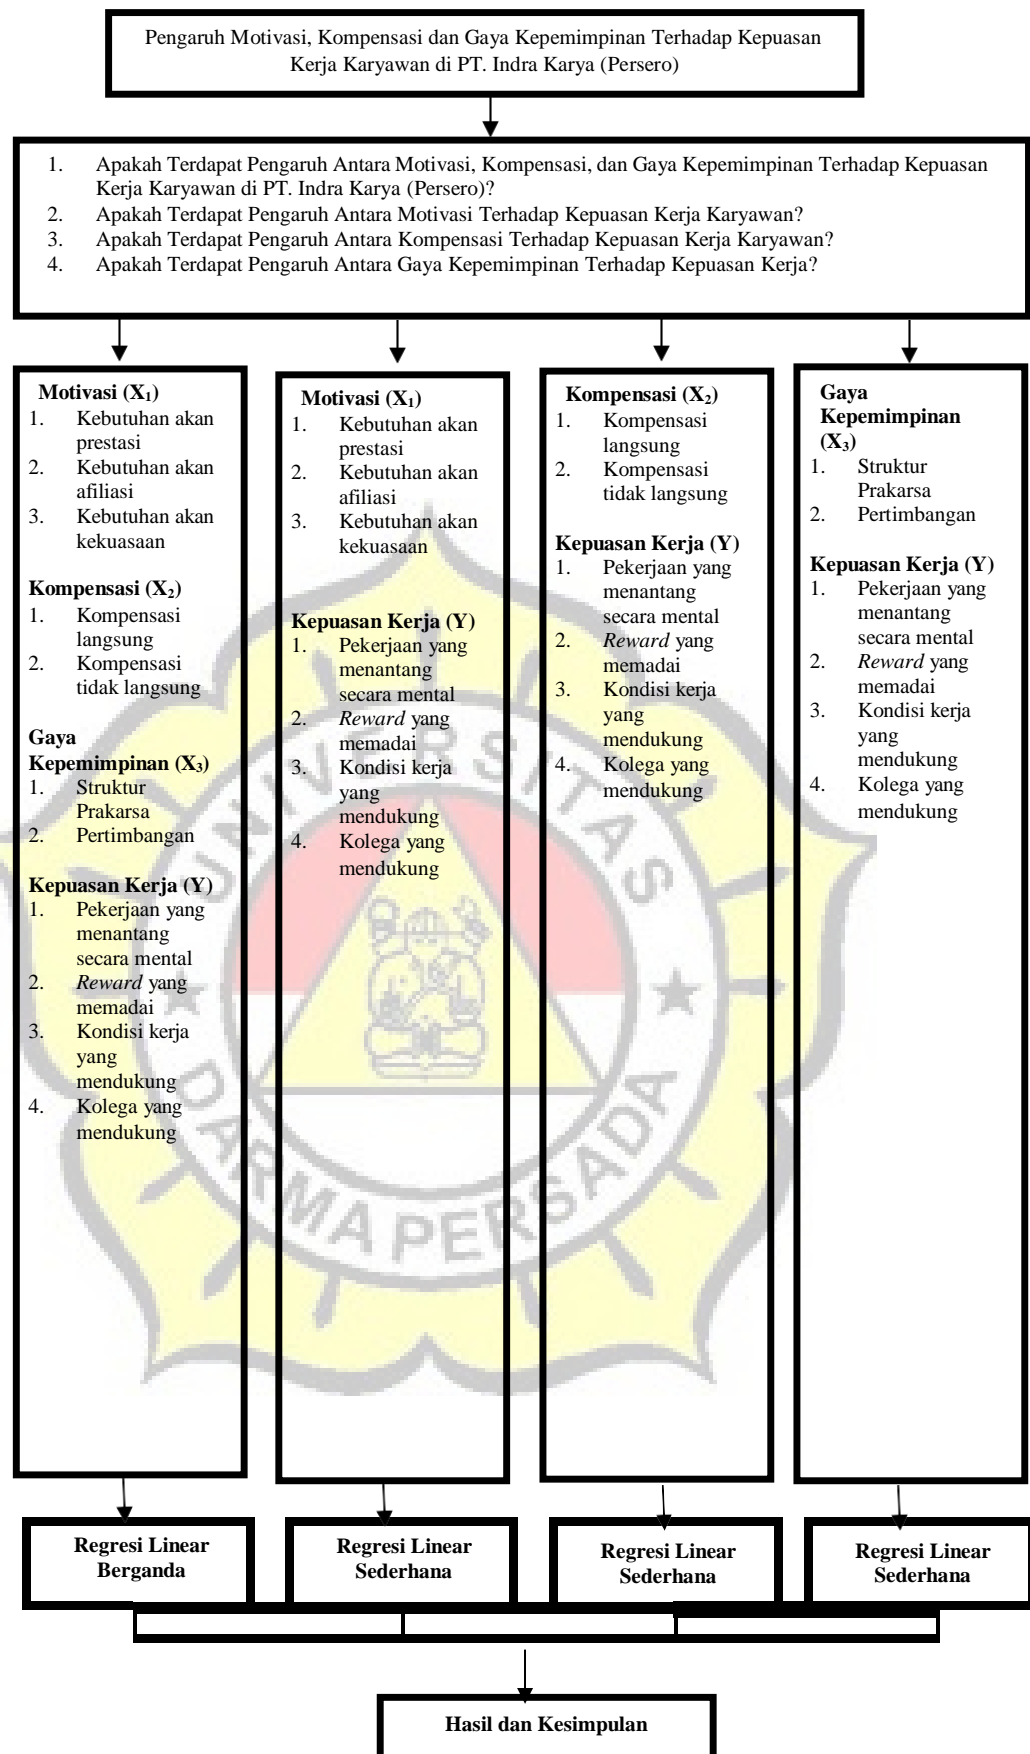 Pengaruh Motivasi, Kompensasi dan Gaya Kepemimpinan Terhadap Kepuasan
Kerja Karyawan di PT. Indra Karya (Persero)
1. Apakah Terdapat Pengaruh Antara Motivasi, Kompensasi, dan Gaya Kepemimpinan Terhadap Kepuasan
Kerja Karyawan di PT. Indra Karya (Persero)?
2. Apakah Terdapat Pengaruh Antara Motivasi Terhadap Kepuasan Kerja Karyawan?
3. Apakah Terdapat Pengaruh Antara Kompensasi Terhadap Kepuasan Kerja Karyawan?
4. Apakah Terdapat Pengaruh Antara Gaya Kepemimpinan Terhadap Kepuasan Kerja?
Motivasi (X₁)
1. Kebutuhan akan
prestasi
2. Kebutuhan akan
afiliasi
3. Kebutuhan akan
kekuasaan
Kompensasi (X₂)
1. Kompensasi
langsung
2. Kompensasi
tidak langsung
Gaya
Kepemimpinan (X₃)
1. Struktur
Prakarsa
2. Pertimbangan
Kepuasan Kerja (Y)
1. Pekerjaan yang
menantang
secara mental
2. Reward yang
memadai
3. Kondisi kerja
yang
mendukung
4. Kolega yang
mendukung
Motivasi (X₁)
1. Kebutuhan akan
prestasi
2. Kebutuhan akan
afiliasi
3. Kebutuhan akan
kekuasaan
Kepuasan Kerja (Y)
1. Pekerjaan yang
menantang
secara mental
2. Reward yang
memadai
3. Kondisi kerja
yang
mendukung
4. Kolega yang
mendukung
Kompensasi (X₂)
1. Kompensasi
langsung
2. Kompensasi
tidak langsung
Kepuasan Kerja (Y)
1. Pekerjaan yang
menantang
secara mental
2. Reward yang
memadai
3. Kondisi kerja
yang
mendukung
4. Kolega yang
mendukung
Gaya
Kepemimpinan
(X₃)
1. Struktur
Prakarsa
2. Pertimbangan
Kepuasan Kerja (Y)
1. Pekerjaan yang
menantang
secara mental
2. Reward yang
memadai
3. Kondisi kerja
yang
mendukung
4. Kolega yang
mendukung
UNIVERSITAS
DARMA PERSADA
Regresi Linear
Berganda
Regresi Linear
Sederhana
Regresi Linear
Sederhana
Regresi Linear
Sederhana
Hasil dan Kesimpulan